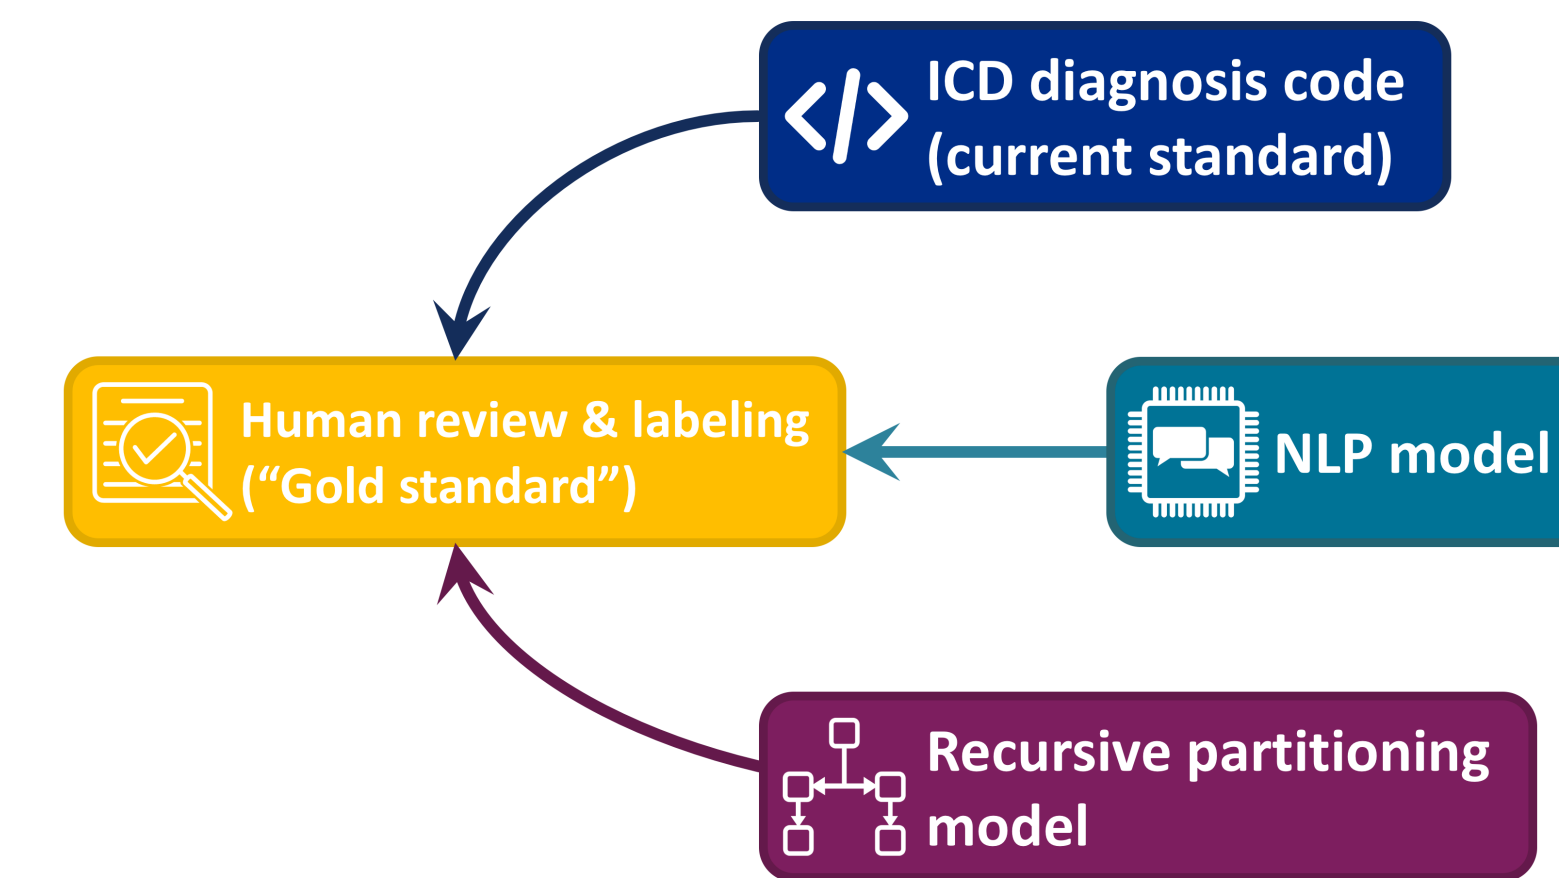 ICD diagnosis code
(current standard)
Human review & labeling
(“Gold standard”)
NLP model
Recursive partitioning
model